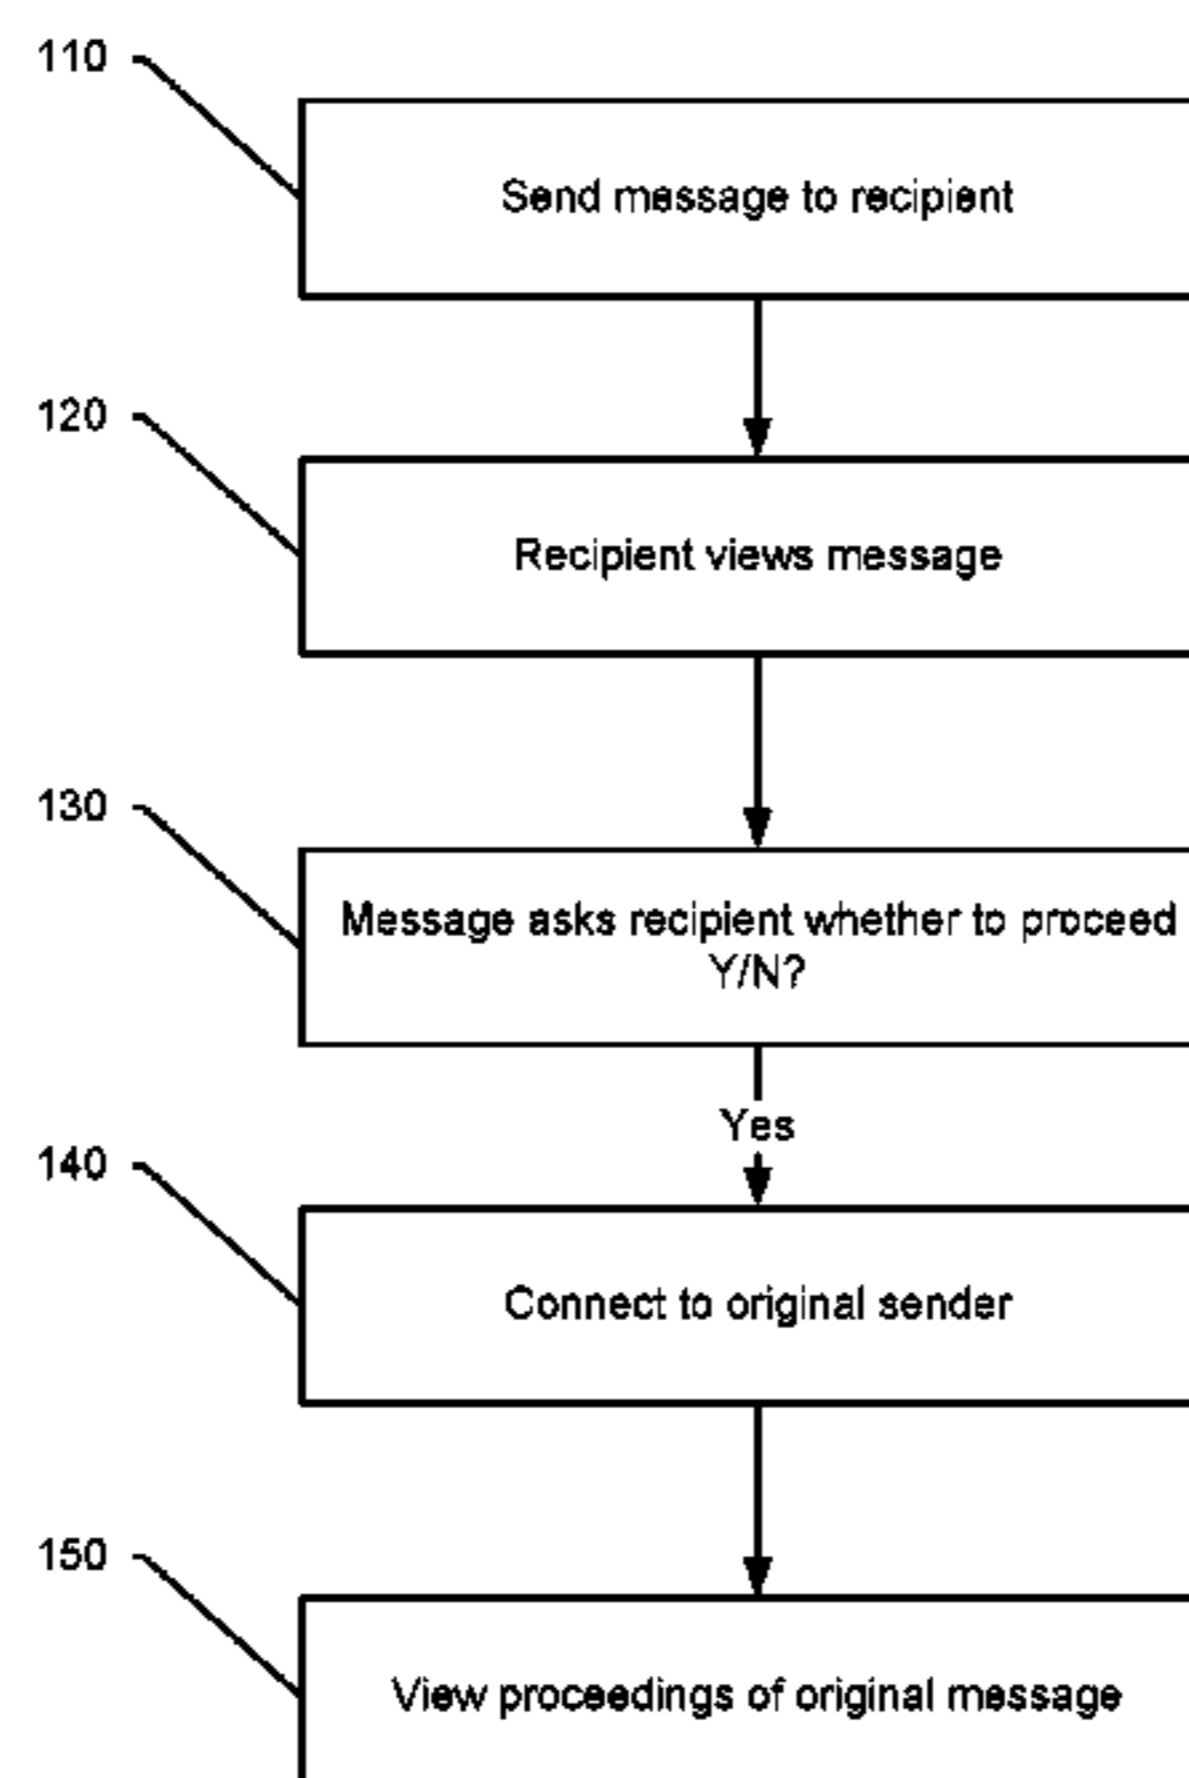 110
Send message to recipient
120
Recipient views message
130
Message asks recipient whether to proceed
Y/N?
Yes
140
Connect to original sender
150
View proceedings of original message